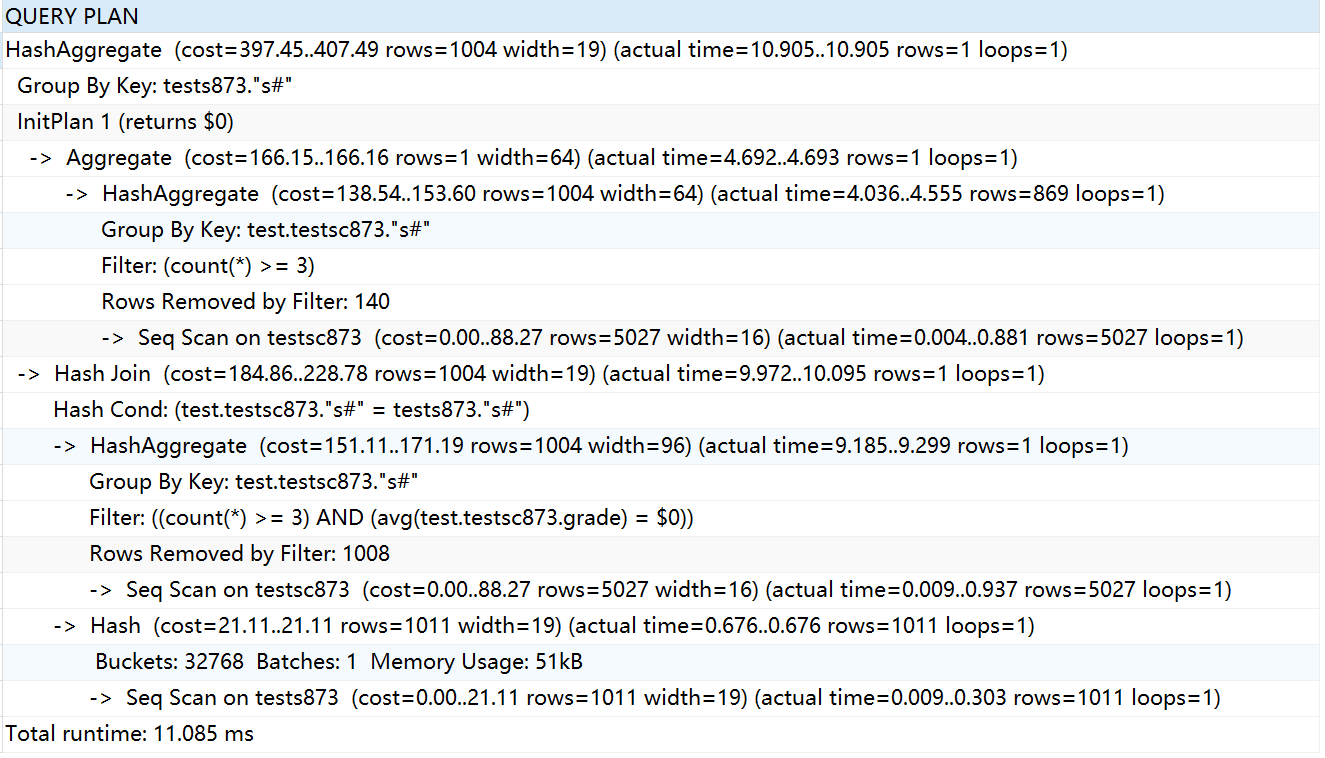 QUERY PLAN
HashAggregate (cost=397.45..407.49 rows=1004 width=19) (actual time=10.905..10.905 rows=1 loops=1)
Group By Key: tests873."s#"
InitPlan 1 (returns $0)
-> Aggregate (cost=166.15..166.16 rows=1 width=64) (actual time=4.692..4.693 rows=1 loops=1)
-> HashAggregate (cost=138.54..153.60 rows=1004 width=64) (actual time=4.036..4.555 rows=869 loops=1)
Group By Key: test.testsc873."s#"
Filter: (count(*) >= 3)
Rows Removed by Filter: 140
-> Seq Scan on testsc873 (cost=0.00..88.27 rows=5027 width=16) (actual time=0.004..0.881 rows=5027 loops=1)
-> Hash Join (cost=184.86..228.78 rows=1004 width=19) (actual time=9.972..10.095 rows=1 loops=1)
Hash Cond: (test.testsc873."s#" = tests873."s#")
-> HashAggregate (cost=151.11..171.19 rows=1004 width=96) (actual time=9.185..9.299 rows=1 loops=1)
Group By Key: test.testsc873."s#"
Filter: ((count(*) >= 3) AND (avg(test.testsc873.grade) = $0))
Rows Removed by Filter: 1008
-> Seq Scan on testsc873 (cost=0.00..88.27 rows=5027 width=16) (actual time=0.009..0.937 rows=5027 loops=1)
-> Hash (cost=21.11..21.11 rows=1011 width=19) (actual time=0.676..0.676 rows=1011 loops=1)
Buckets: 32768 Batches: 1 Memory Usage: 51kB
-> Seq Scan on tests873 (cost=0.00..21.11 rows=1011 width=19) (actual time=0.009..0.303 rows=1011 loops=1)
Total runtime: 11.085 ms